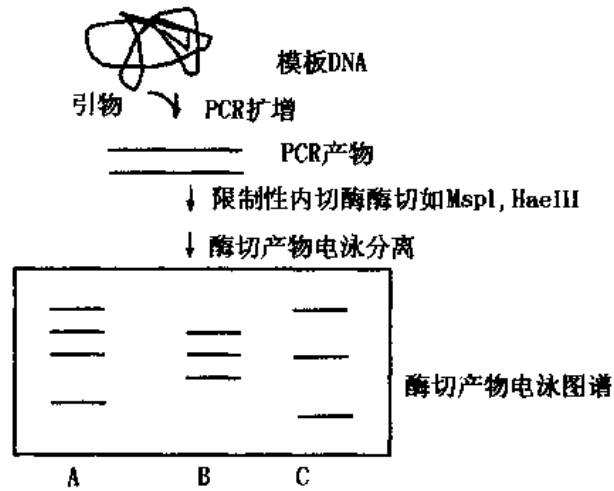 模板DNA
引物 PCR扩增
PCR产物
限制性内切酶酶切如MspI,HaeIII
酶切产物电泳分离
酶切产物电泳图谱
A B C